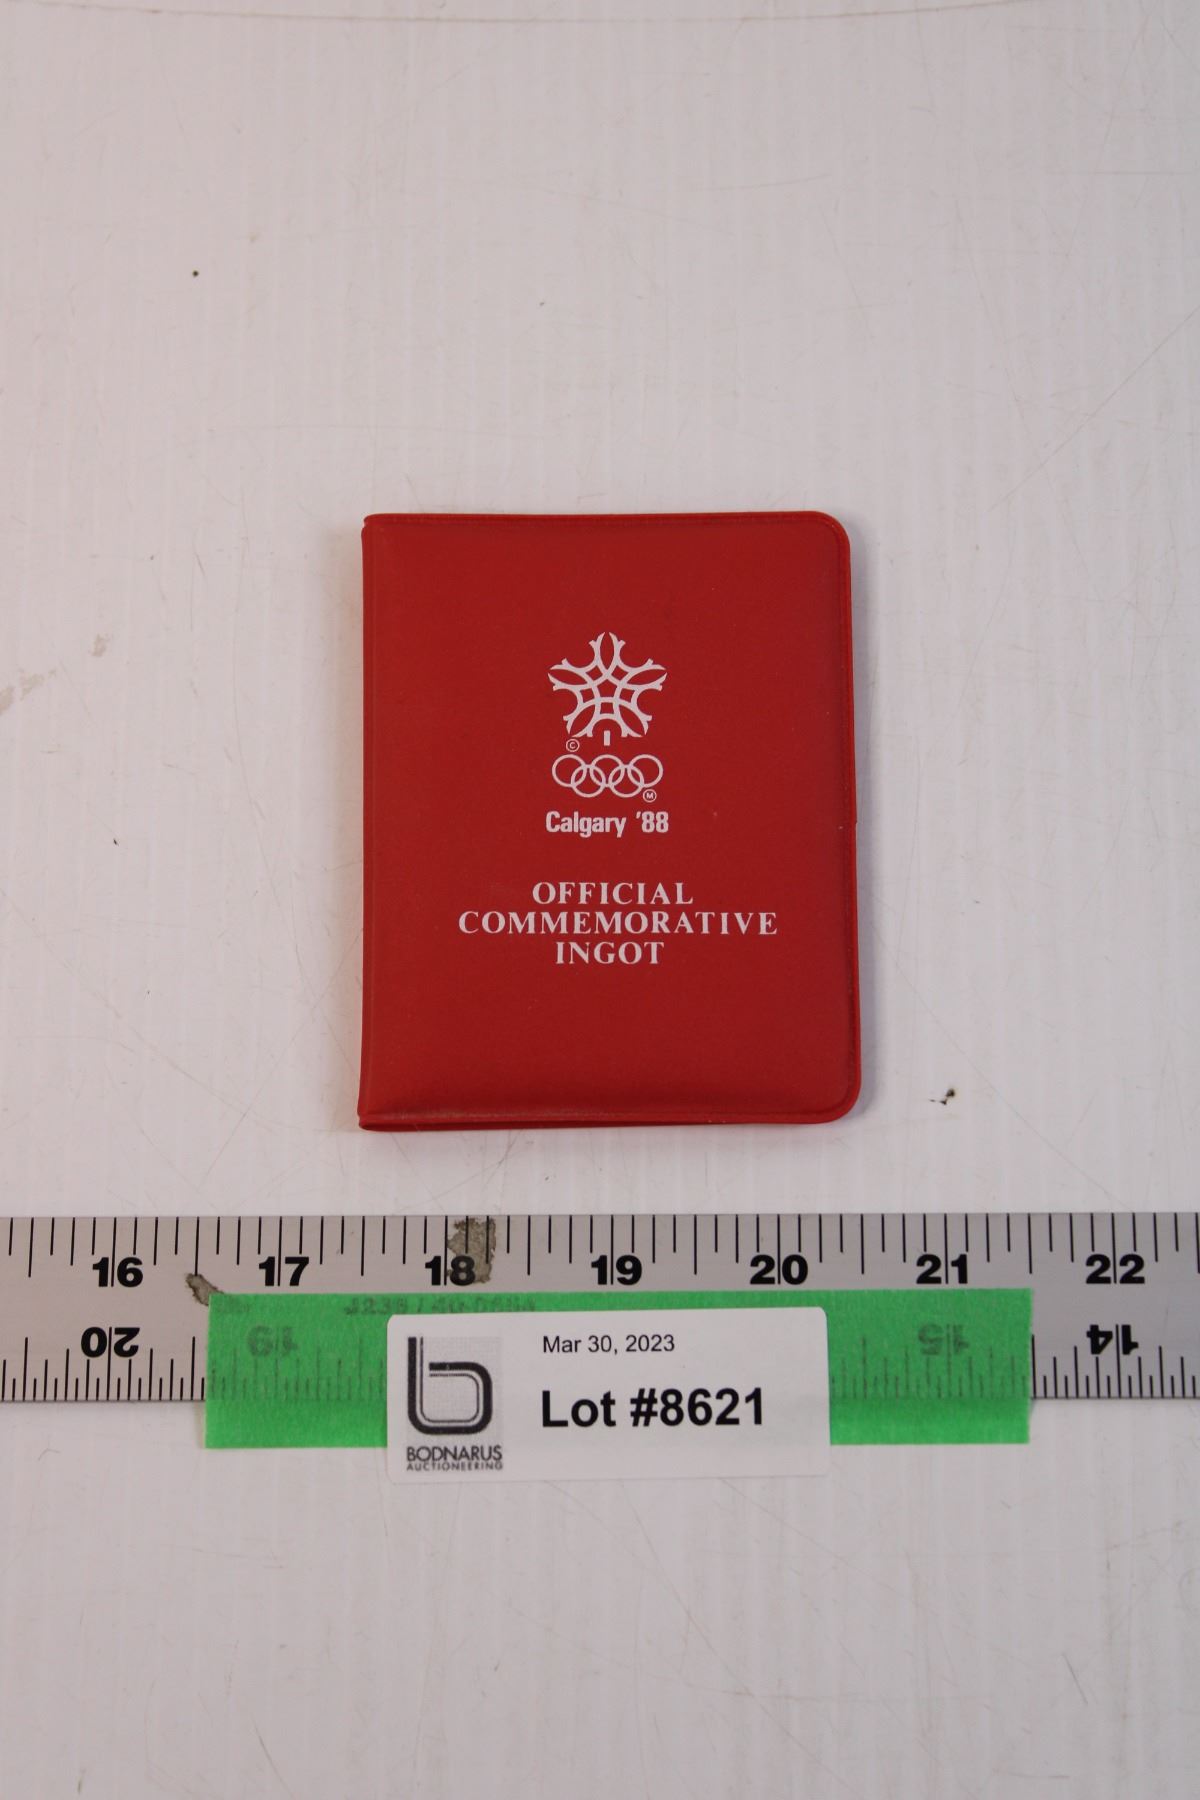 ©
M
Calgary '88
OFFICIAL
COMMEMORATIVE
INGOT
16 17 18 19 20 21 22
20 19 15 14
Mar 30, 2023
Lot #8621
BODNARUS
AUCTIONEERING